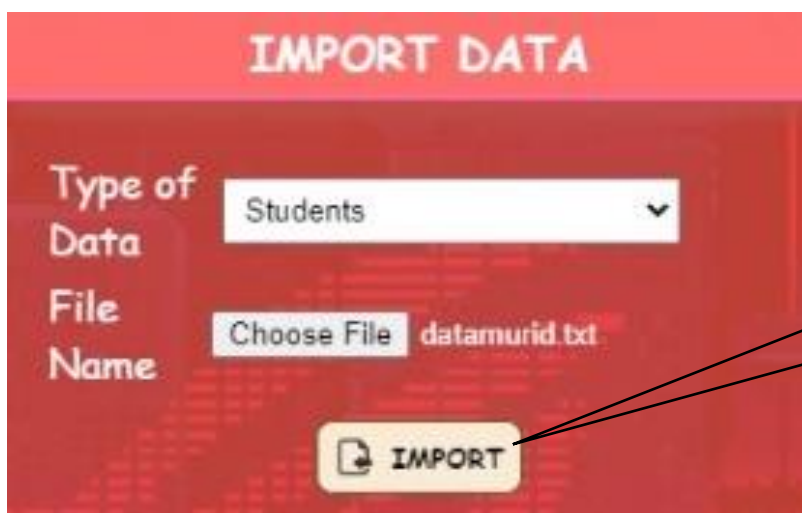 IMPORT DATA
Type of
Data
Students
File
Name
Choose File datamurid.txt
IMPORT